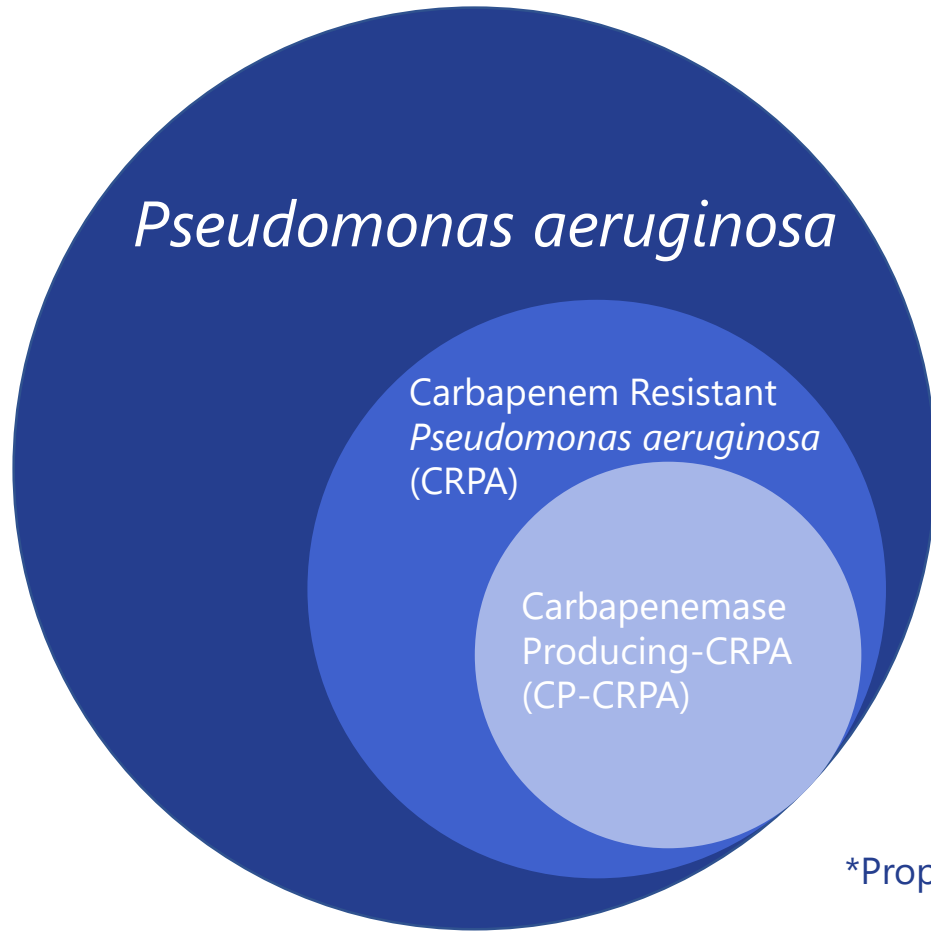 Pseudomonas aeruginosa
Carbapenem Resistant
Pseudomonas aeruginosa
(CRPA)
Carbapenemase
Producing-CRPA
(CP-CRPA)
*Prop